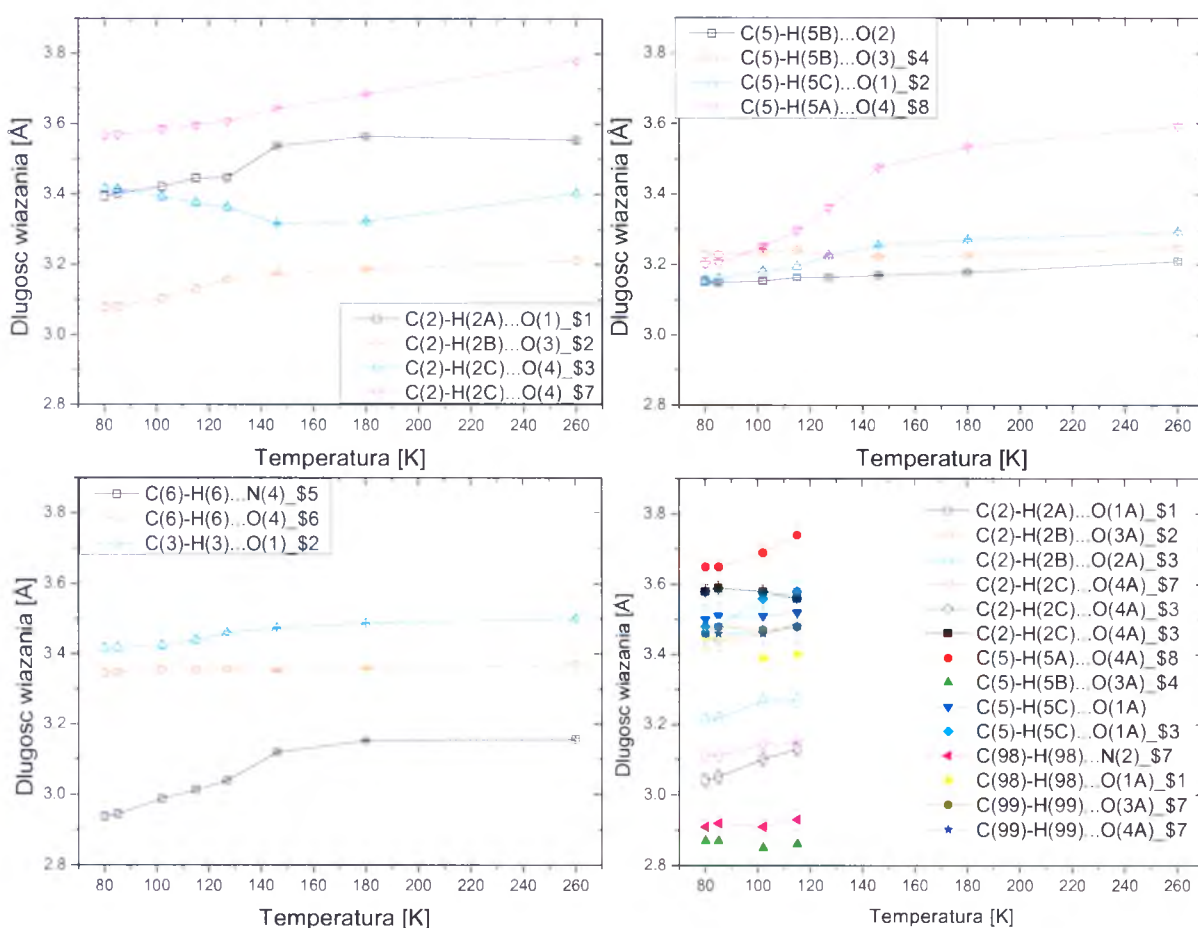 3.8
3.6
3.4
3.2
3.0
2.8
Dlugosc wiazania [Å]
C(2)-H(2A)...O(1)_$1
C(2)-H(2B)...O(3)_$2
C(2)-H(2C)...O(4)_$3
C(2)-H(2C)...O(4)_$7
80 100 120 140 160 180 200 220 240 260
Temperatura [K]
C(5)-H(5B)...O(2)
C(5)-H(5B)...O(3)_$4
C(5)-H(5C)...O(1)_$2
C(5)-H(5A)...O(4)_$8
3.8
3.6
3.4
3.2
3.0
2.8
Dlugosc wiazania [Å]
80 100 120 140 160 180 200 220 240 260
Temperatura [K]
C(6)-H(6)...N(4)_$5
C(6)-H(6)...O(4)_$6
C(3)-H(3)...O(1)_$2
3.8
3.6
3.4
3.2
3.0
2.8
Dlugosc wiazania [Å]
80 100 120 140 160 180 200 220 240 260
Temperatura [K]
3.8
3.6
3.4
3.2
3.0
2.8
Dlugosc wiazania [Å]
C(2)-H(2A)...O(1A)_$1
C(2)-H(2B)...O(3A)_$2
C(2)-H(2B)...O(2A)_$3
C(2)-H(2C)...O(4A)_$7
C(2)-H(2C)...O(4A)_$3
C(2)-H(2C)...O(4A)_$3
C(5)-H(5A)...O(4A)_$8
C(5)-H(5B)...O(3A)_$4
C(5)-H(5C)...O(1A)
C(5)-H(5C)...O(1A)_$3
C(98)-H(98)...N(2)_$7
C(98)-H(98)...O(1A)_$1
C(99)-H(99)...O(3A)_$7
C(99)-H(99)...O(4A)_$7
80 100 120 140 160 180 200 220 240 260
Temperatura [K]